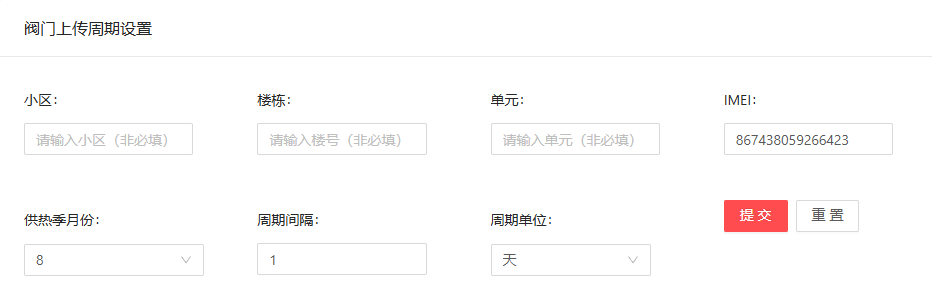 阀门上传周期设置
小区： 楼栋： 单元： IMEI：
请输入小区（非必填） 请输入楼号（非必填） 请输入单元（非必填） 867438059266423
供热季月份： 周期间隔： 周期单位： 提 交 重 置
8 1 天